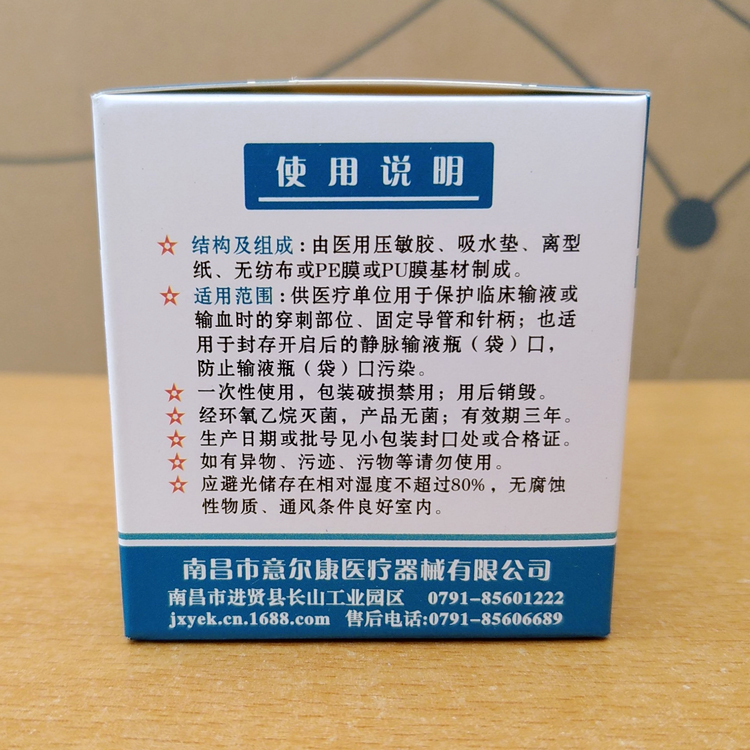 使用说明
☆ 结构及组成：由医用压敏胶、吸水垫、离型
纸、无纺布或PE膜或PU膜基材制成。
☆ 适用范围：供医疗单位用于保护临床输液或
输血时的穿刺部位、固定导管和针柄；也适
用于封存开启后的静脉输液瓶（袋）口，
防止输液瓶（袋）口污染。
☆ 一次性使用，包装破损禁用；用后销毁。
☆ 经环氧乙烷灭菌，产品无菌；有效期三年。
☆ 生产日期或批号见小包装封口处或合格证。
☆ 如有异物、污迹、污物等请勿使用。
☆ 应避光储存在相对湿度不超过80%，无腐蚀
性物质、通风条件良好室内。
南昌市意尔康医疗器械有限公司
南昌市进贤县长山工业园区 0791-85601222
jxyek.cn.1688.com 售后电话:0791-85606689